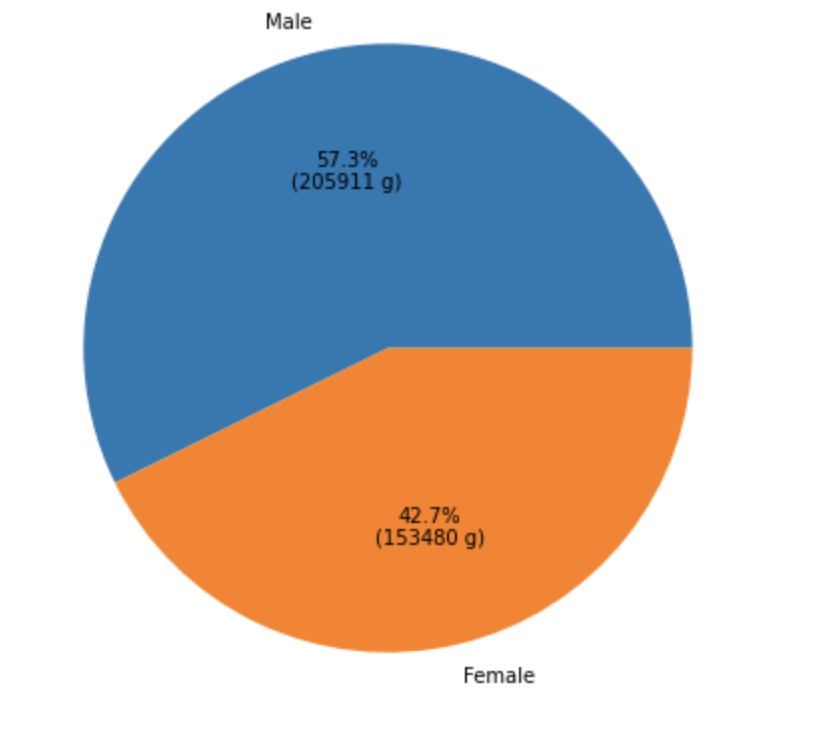 Male
57.3%
(205911 g)
42.7%
(153480 g)
Female